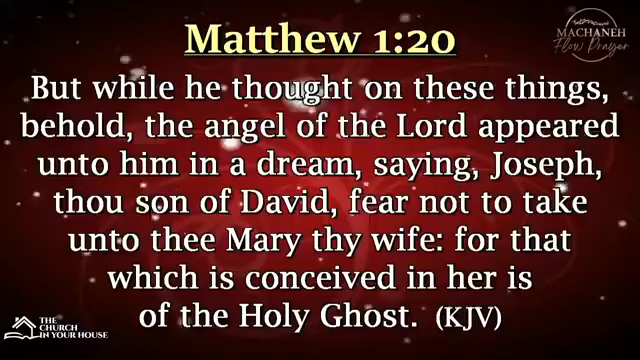 Matthew 1:20
MACHANEH
Flow Prayer
But while he thought on these things,
behold, the angel of the Lord appeared
unto him in a dream, saying, Joseph,
thou son of David, fear not to take
unto thee Mary thy wife: for that
which is conceived in her is
of the Holy Ghost. (KJV)
THE
CHURCH
IN YOUR HOUSE